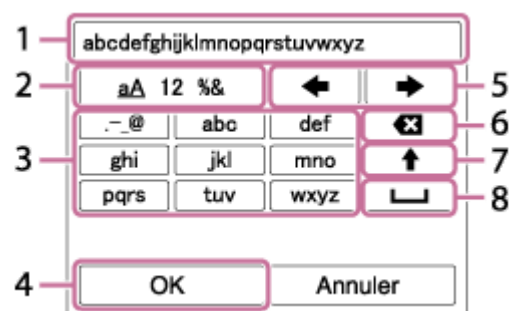 1 abcdefghijklmnopqrstuvwxyz
2 aA 12 %& 5
.-_@ abc def 6
3 ghi jkl mno 7
pqrs tuv wxyz 8
4 OK Annuler